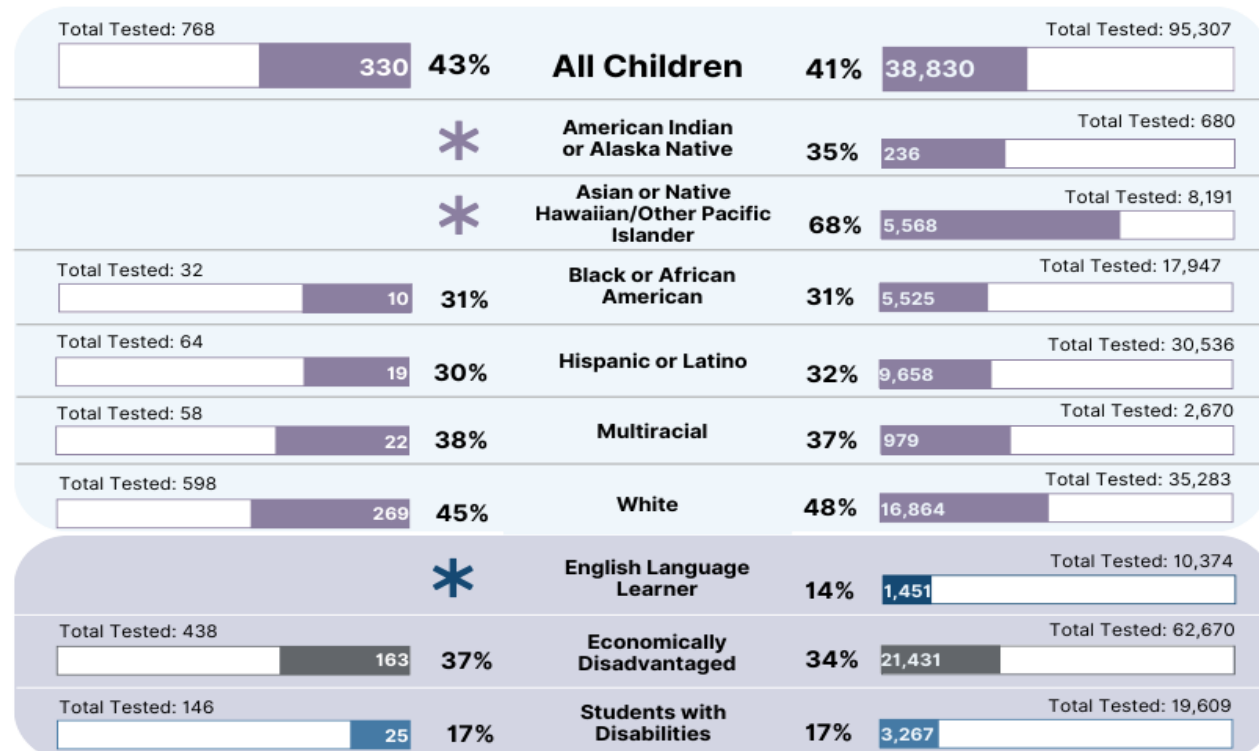 Total Tested: 768
330 43% All Children 41% 38,830
Total Tested: 95,307
American Indian
or Alaska Native
* 35% 236
Total Tested: 680
Asian or Native
Hawaiian/Other Pacific
Islander
* 68% 5,568
Total Tested: 8,191
Total Tested: 32
10 31%
Black or African
American
31% 5,525
Total Tested: 17,947
Total Tested: 64
19 30% Hispanic or Latino 32% 9,658
Total Tested: 30,536
Total Tested: 58
22 38% Multiracial 37% 979
Total Tested: 2,670
Total Tested: 598
269 45% White 48% 16,864
Total Tested: 35,283
*
English Language
Learner
14% 1,451
Total Tested: 10,374
Total Tested: 438
163 37%
Economically
Disadvantaged
34% 21,431
Total Tested: 62,670
Total Tested: 146
25 17%
Students with
Disabilities
17% 3,267
Total Tested: 19,609